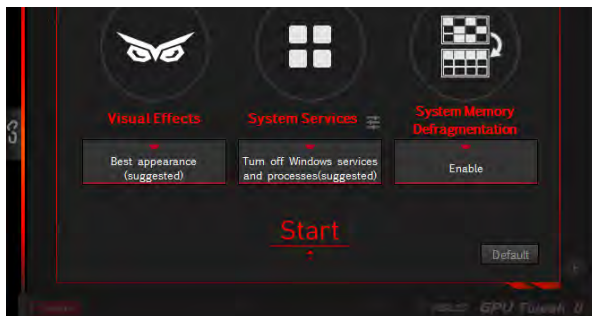 Visual Effects
System Services
System Memory
Defragmentation
Best appearance
(suggested)
Turn off Windows services
and processes(suggested)
Enable
Start
Default
GPU Tweak II